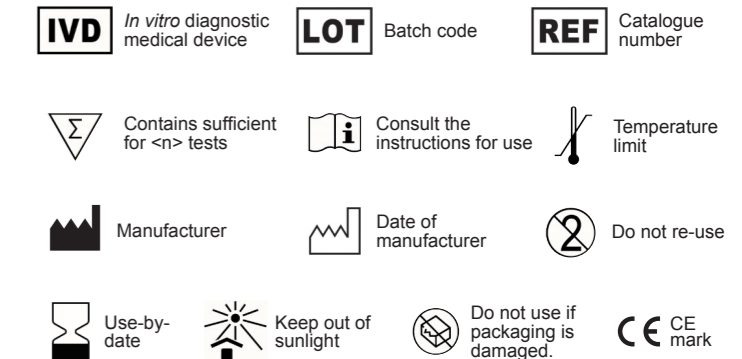 IVD
In vitro diagnostic
medical device
LOT
Batch code
REF
Catalogue
number
Σ
Contains sufficient
for <n> tests
i
Consult the
instructions for use
Temperature
limit
Manufacturer
Date of
manufacturer
2
Do not re-use
Use-by-
date
Keep out of
sunlight
Do not use if
packaging is
damaged.
CE
CE
mark